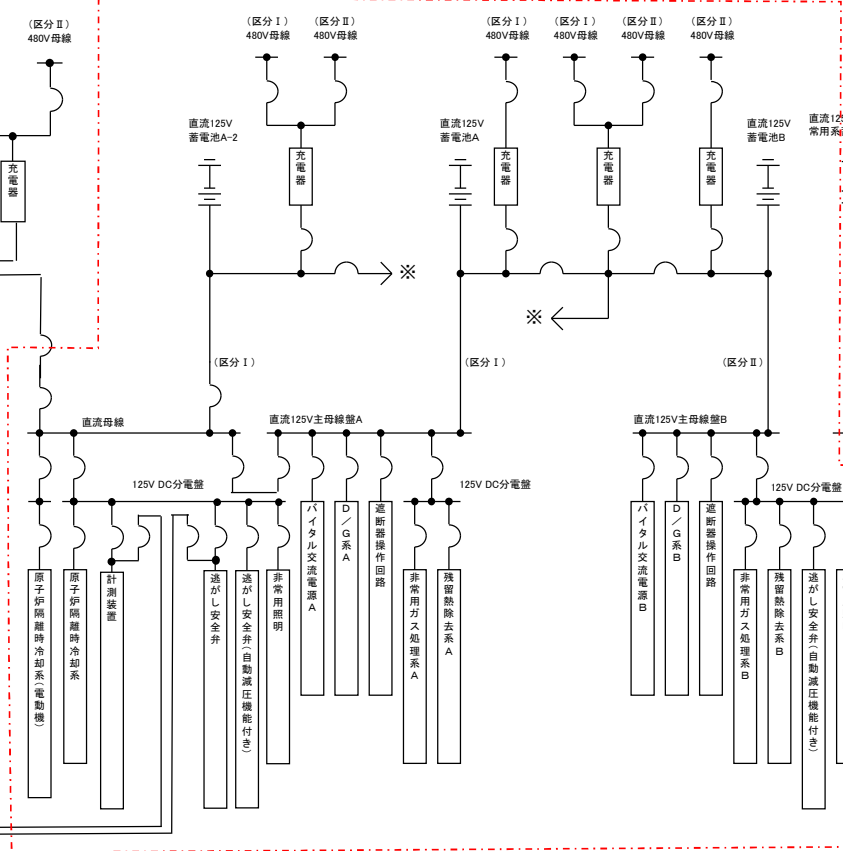 （区分Ⅱ）
480V母線
（区分Ⅰ）
480V母線
（区分Ⅱ）
480V母線
（区分Ⅰ）
480V母線
（区分Ⅰ）
480V母線
（区分Ⅱ）
480V母線
（区分Ⅱ）
480V母線
直流125V
蓄電池A-2
直流125V
蓄電池A
直流125V
蓄電池B
直流12
常用系
充電器
充電器
充電器
充電器
充電器
※
※
（区分Ⅰ）
（区分Ⅰ）
（区分Ⅱ）
直流母線
直流125V主母線盤A
直流125V主母線盤B
125V DC分電盤
125V DC分電盤
125V DC分電盤
原子炉隔離時冷却系（電動機）
原子炉隔離時冷却系
計測装置
逃がし安全弁
逃がし安全弁（自動減圧機能付き）
非常用照明
バイタル交流電源A
D／G系A
遮断器操作回路
非常用ガス処理系A
残留熱除去系A
バイタル交流電源B
D／G系B
遮断器操作回路
非常用ガス処理系B
残留熱除去系B
逃がし安全弁（自動減圧機能付き）